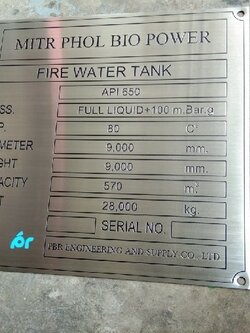 MITR PHOL BIO POWER
FIRE WATER TANK
API 650
SS. FULL LIQUID+100 m.Bar.g
P. 80 C°
METER 9,000 mm.
GHT 9,000 mm.
ACITY 570 m³
T 28,000 kg.
SERIAL NO.
PBR ENGINEERING AND SUPPLY CO., LTD.